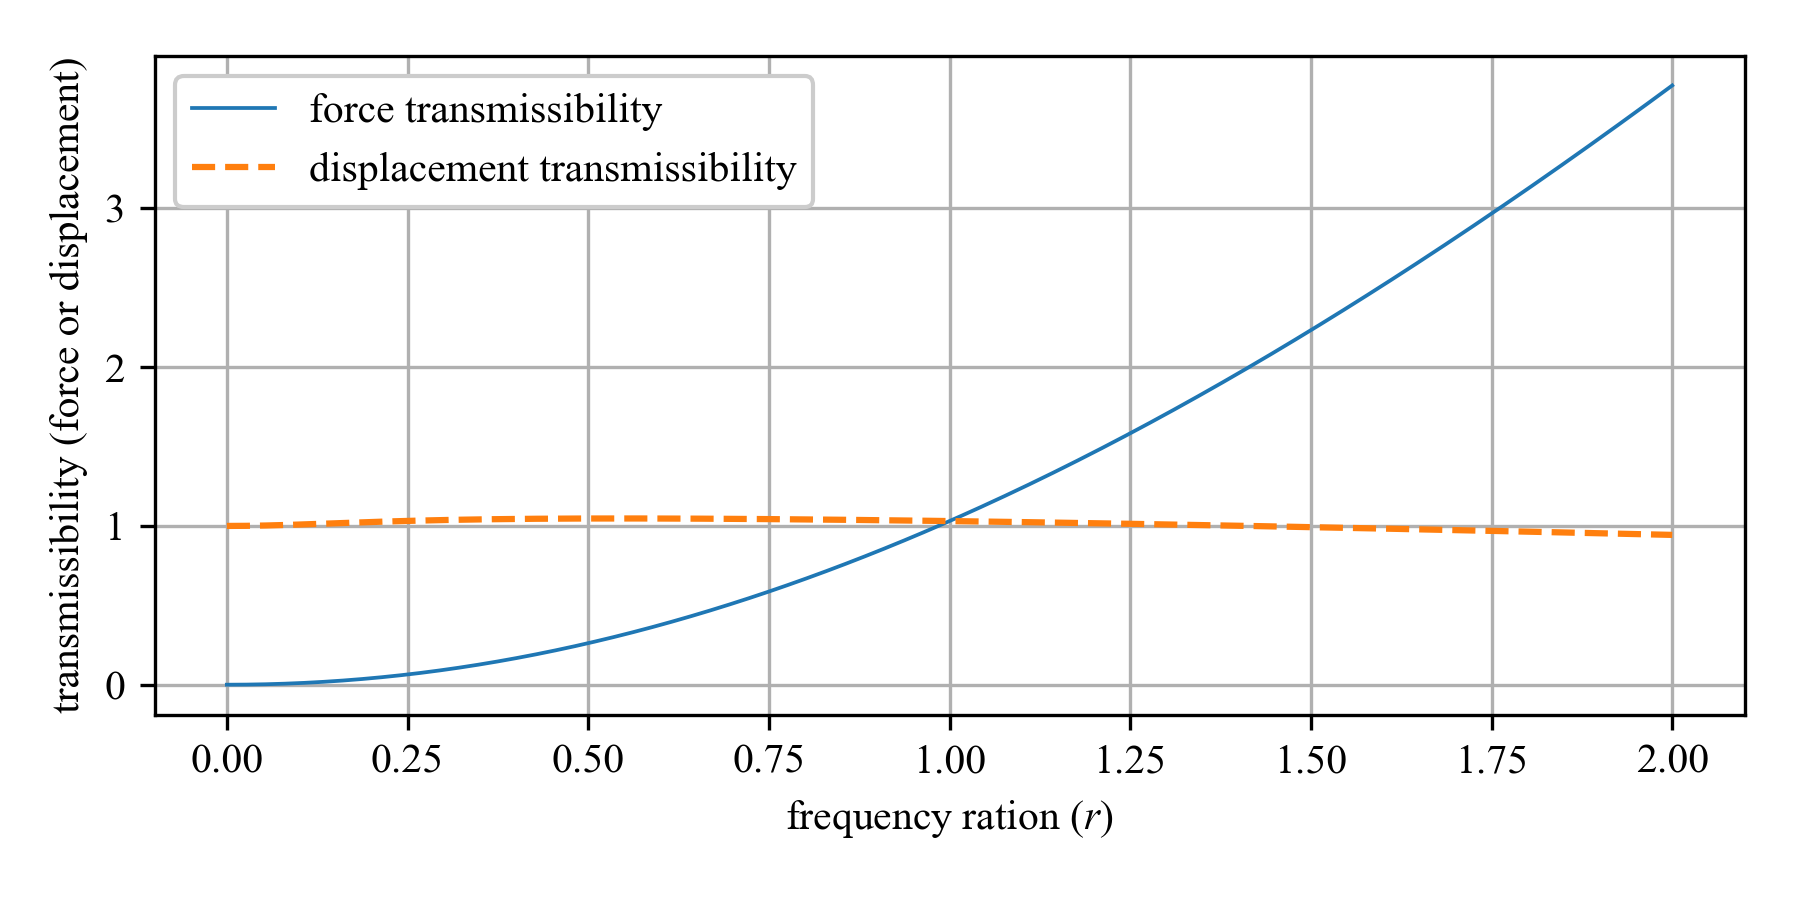 transmissibility (force or displacement)
force transmissibility
displacement transmissibility
3
2
1
0
0.00 0.25 0.50 0.75 1.00 1.25 1.50 1.75 2.00
frequency ration (r)